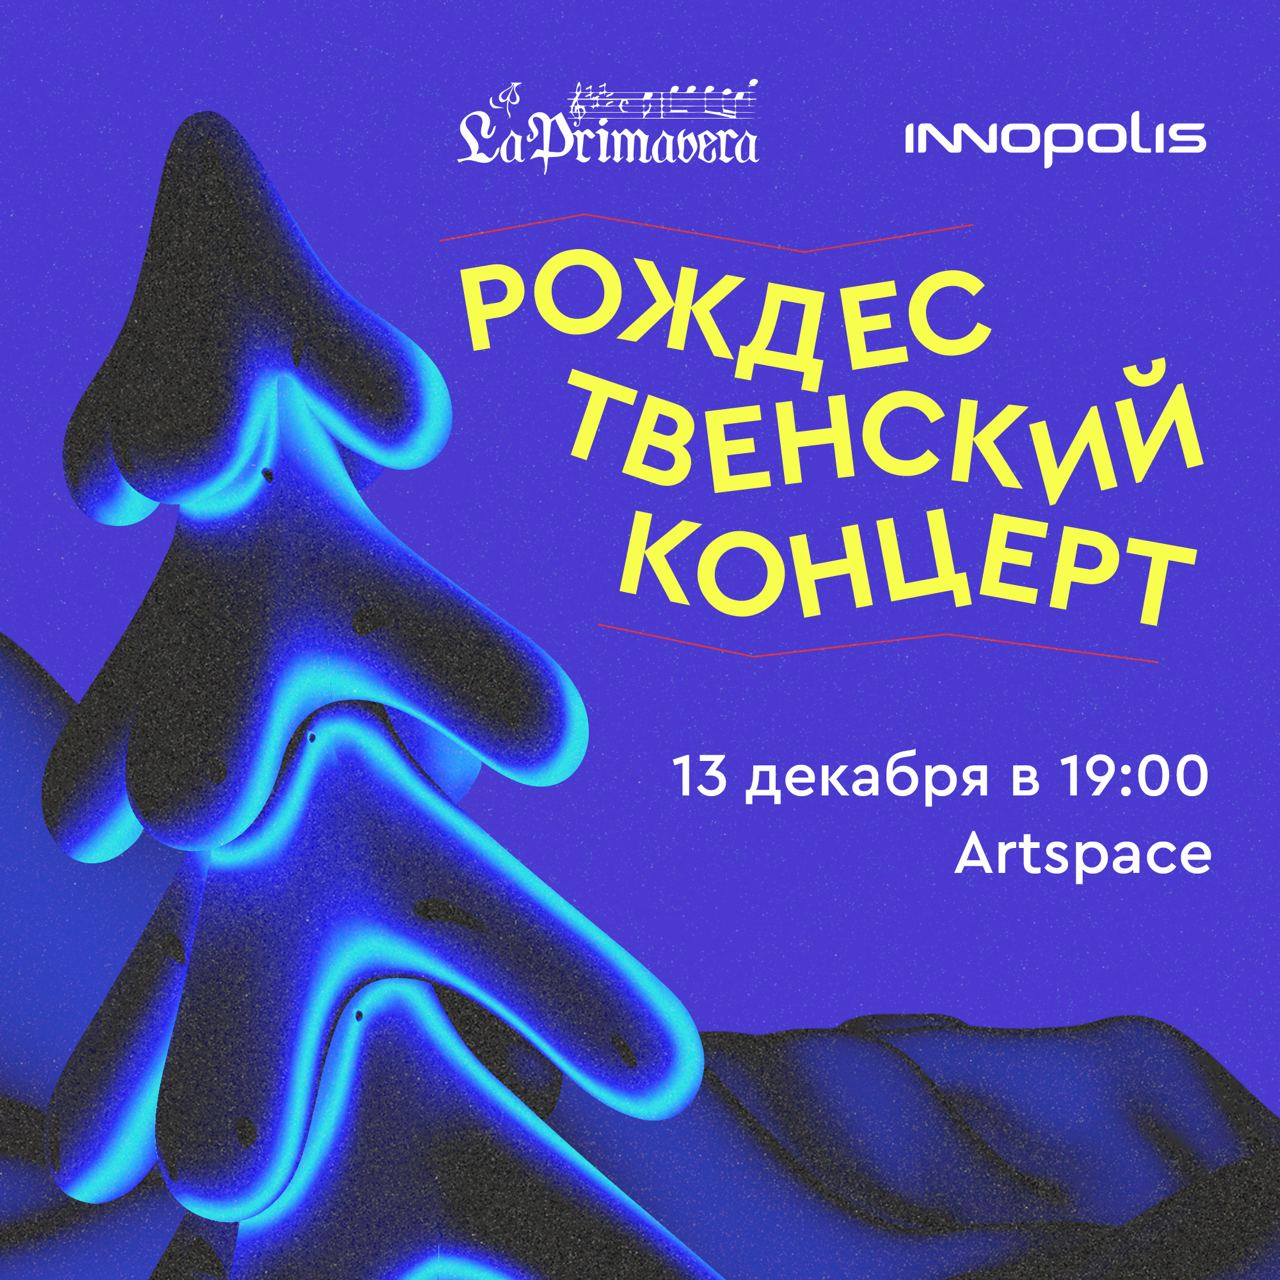 La Primavera
INNOPOLIS
РОЖДЕС
ТВЕНСКИЙ
КОНЦЕРТ
13 декабря в 19:00
Artspace